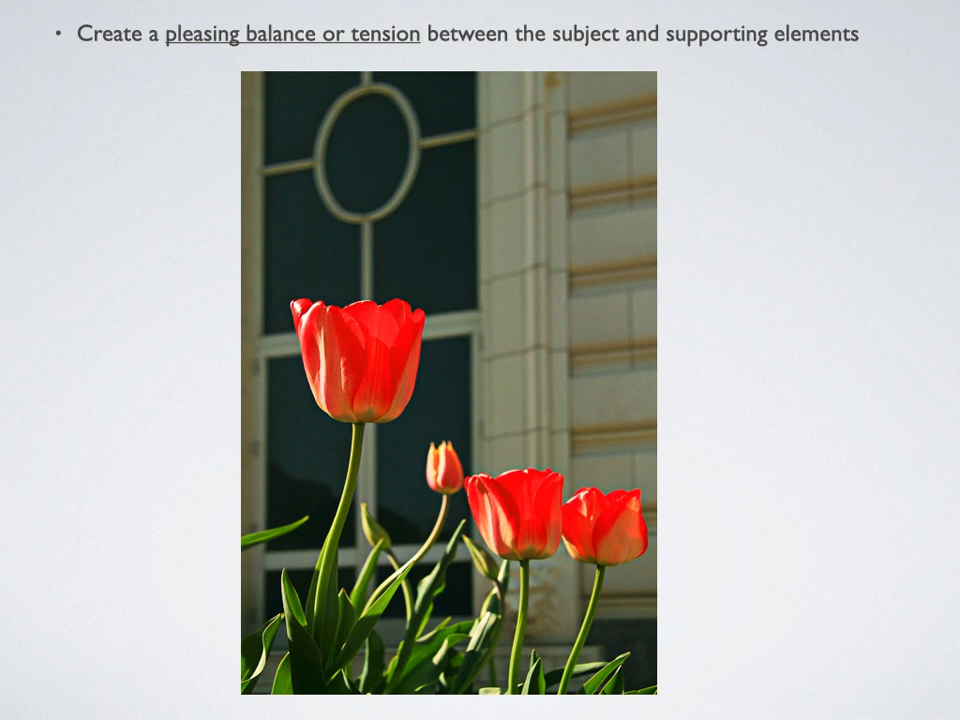 • Create a pleasing balance or tension between the subject and supporting elements